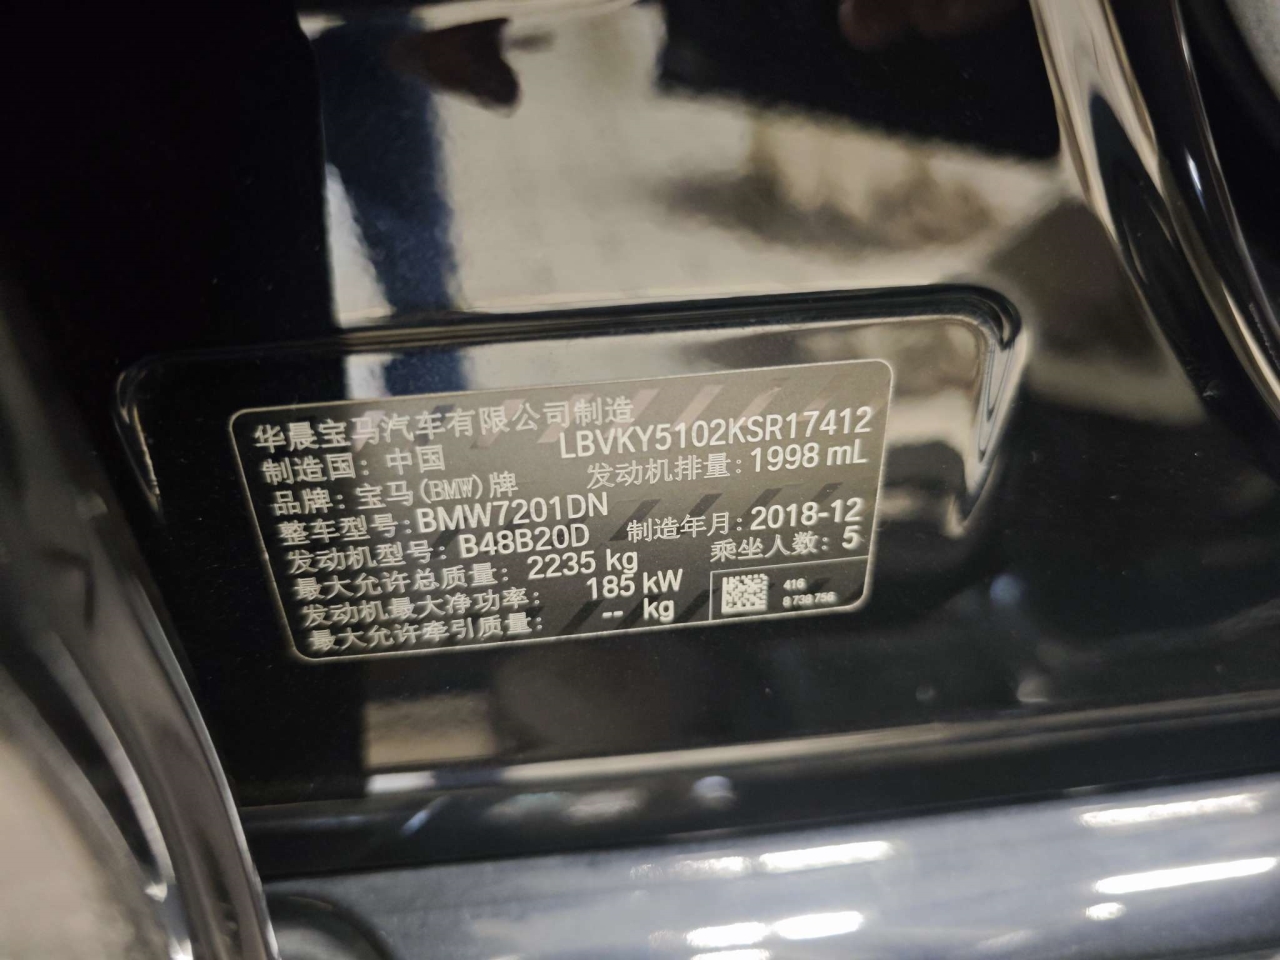 华晨宝马汽车有限公司制造
制造国：中国 LBVKY5102KSR17412
品牌：宝马(BMW)牌 发动机排量：1998 mL
整车型号：BMW7201DN
发动机型号：B48B20D 制造年月：2018-12
最大允许总质量：2235 kg 乘坐人数：5
发动机最大净功率：185 kW
最大允许牵引质量：-- kg
416
8 738 756